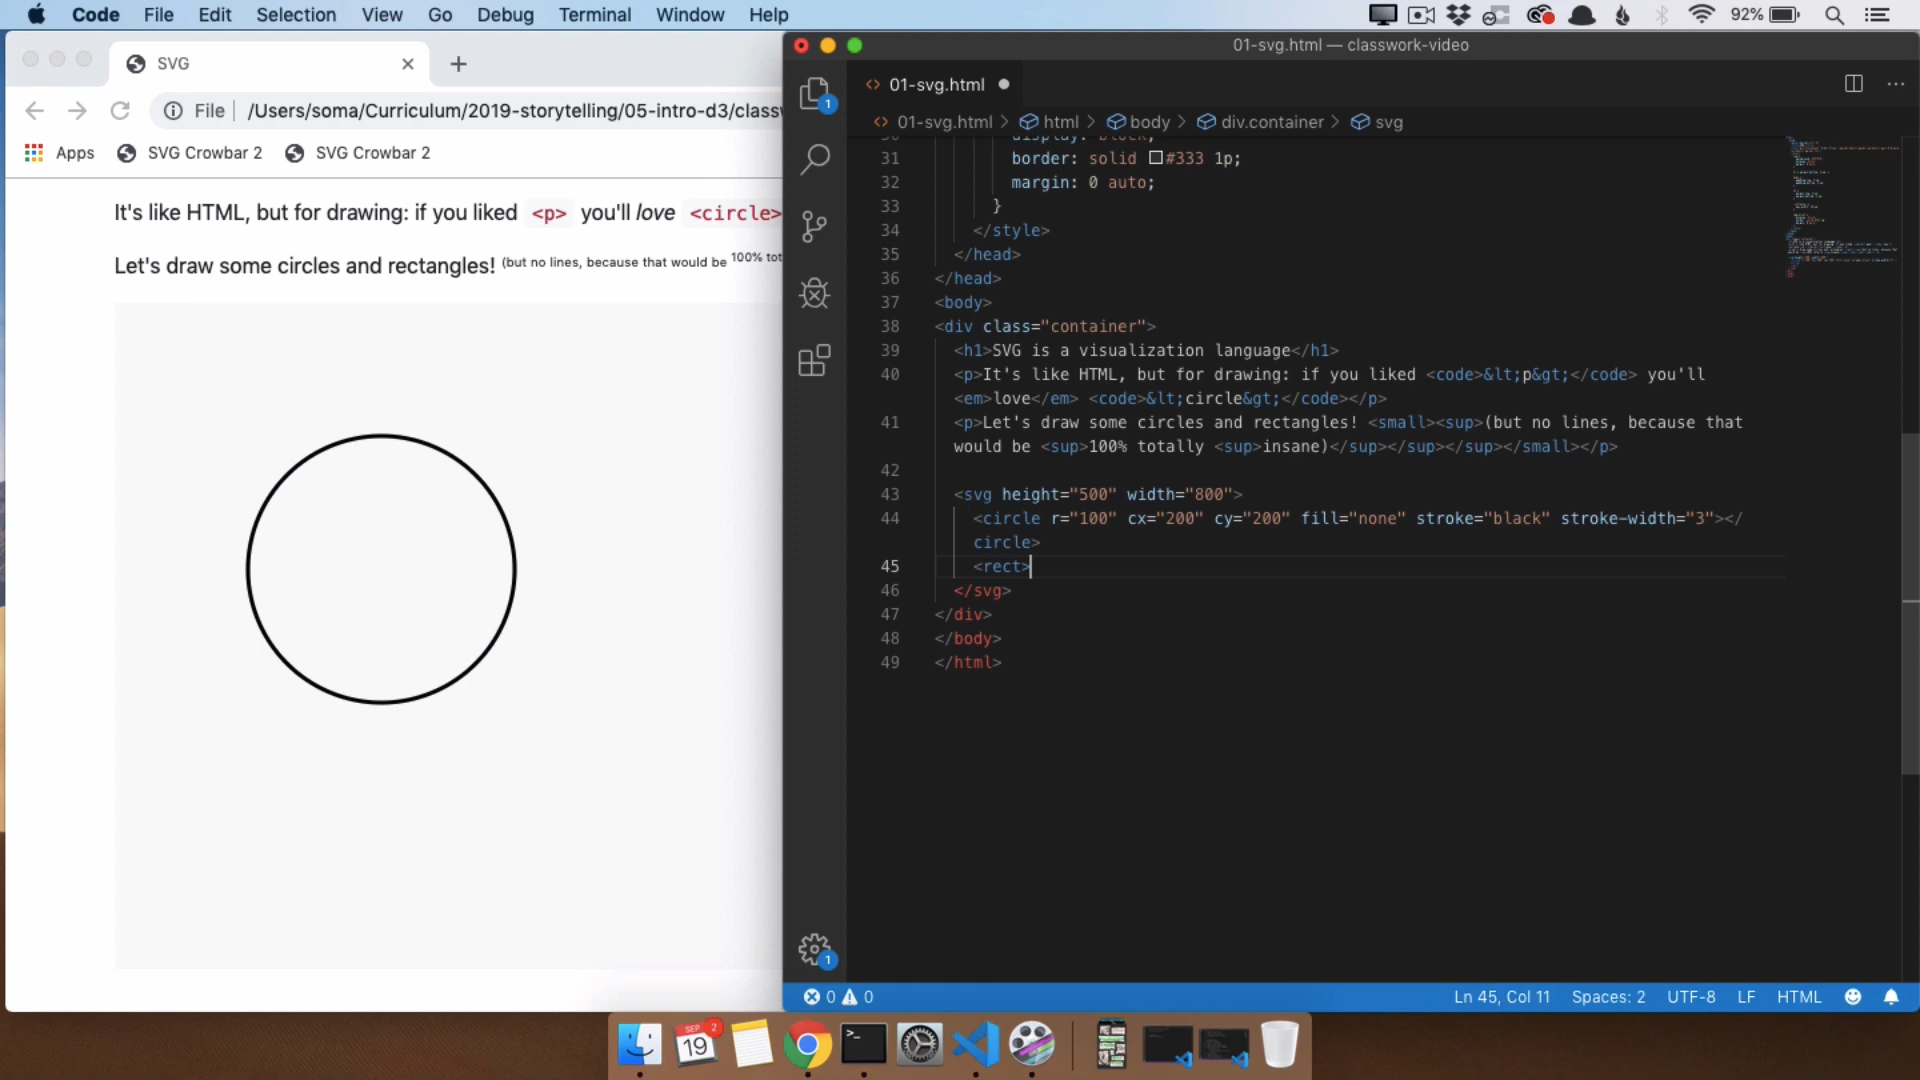 Code File Edit Selection View Go Debug Terminal Window Help 92%
SVG
File /Users/soma/Curriculum/2019-storytelling/05-intro-d3/class
Apps SVG Crowbar 2 SVG Crowbar 2
It's like HTML, but for drawing: if you liked <p> you'll love <circle>
Let's draw some circles and rectangles! (but no lines, because that would be 100% tot
01-svg.html — classwork-video
01-svg.html
01-svg.html > html > body > div.container > svg
1
30 display: block;
31 border: solid #333 1p;
32 margin: 0 auto;
33 }
34 </style>
35 </head>
36 </head>
37 <body>
38 <div class="container">
39 <h1>SVG is a visualization language</h1>
40 <p>It's like HTML, but for drawing: if you liked <code>&lt;p&gt;</code> you'll
<em>love</em> <code>&lt;circle&gt;</code></p>
41 <p>Let's draw some circles and rectangles! <small><sup>(but no lines, because that
would be <sup>100% totally <sup>insane)</sup></sup></sup></small></p>
42
43 <svg height="500" width="800">
44 <circle r="100" cx="200" cy="200" fill="none" stroke="black" stroke-width="3"></
circle>
45 <rect>
46 </svg>
47 </div>
48 </body>
49 </html>
1
0 0 Ln 45, Col 11 Spaces: 2 UTF-8 LF HTML
SEP 2
19